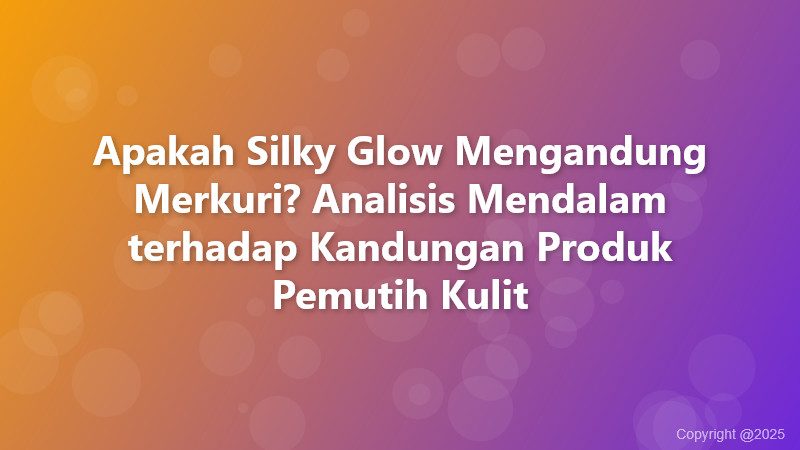 Apakah Silky Glow Mengandung
Merkuri? Analisis Mendalam
terhadap Kandungan Produk
Pemutih Kulit
Copyright @2025